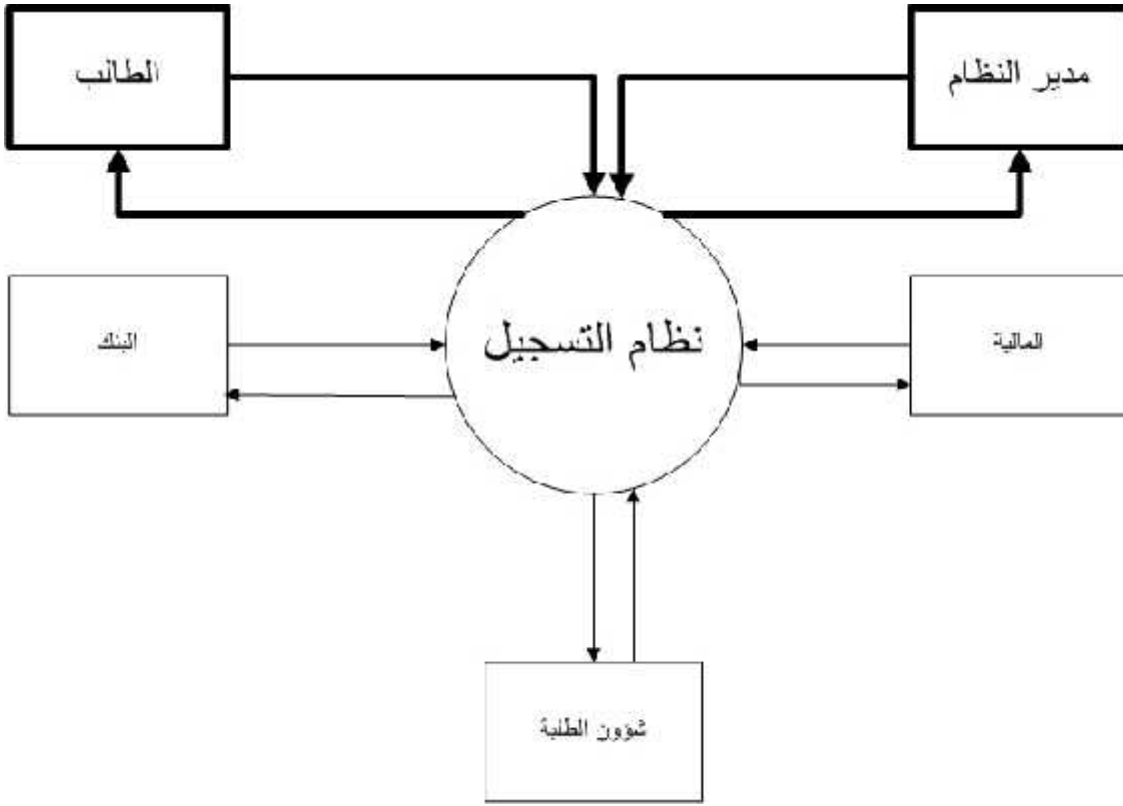 مدير النظام
الطالب
نظام التسجيل
المالية
البنك
شؤون الطلبة